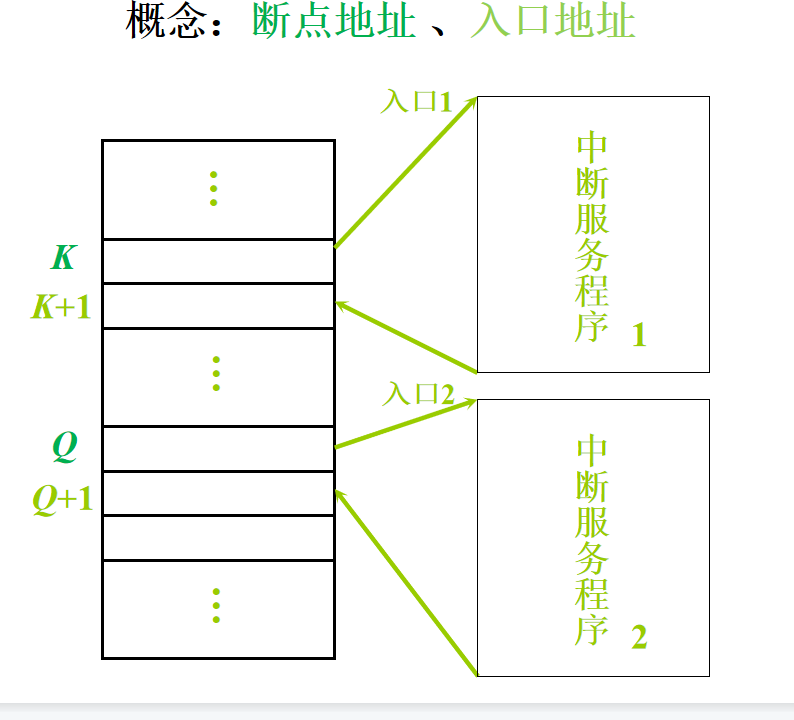 概念：断点地址、入口地址
入口1
中断服务程序 1
⋮
K
K+1
⋮
入口2
Q
Q+1
中断服务程序 2
⋮